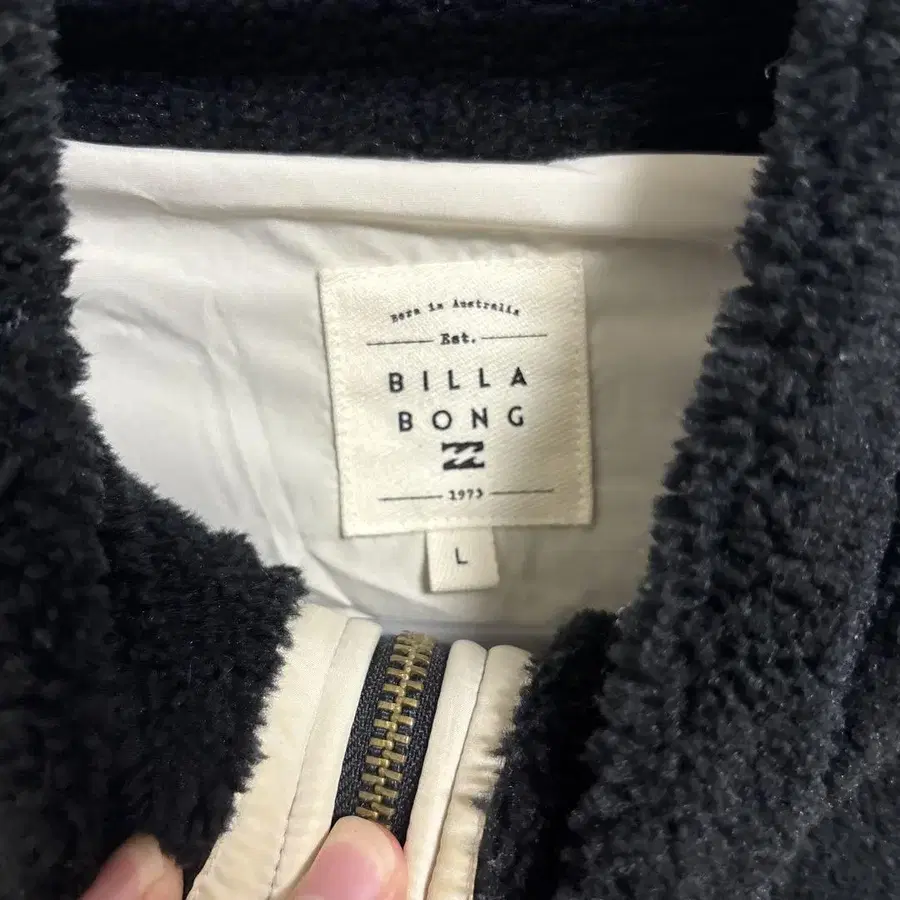 Born in Australia
Est.
BILLA
BONG
1973
L